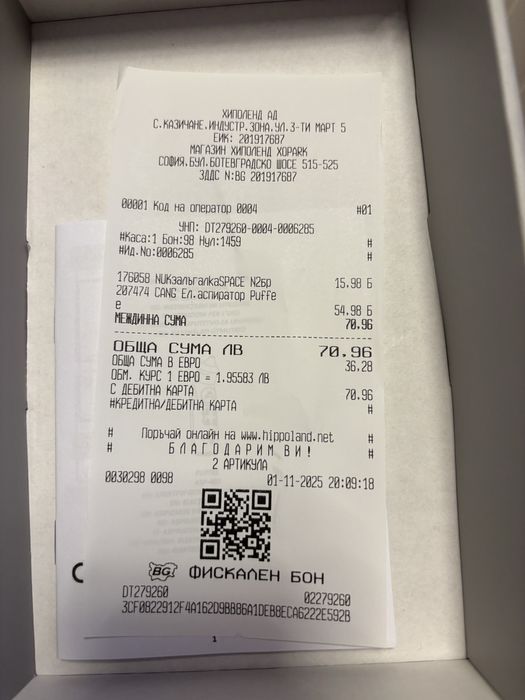 ХИПОЛЕНД АД
С.КАЗИЧАНЕ.ИНДУСТР.ЗОНА.УЛ.3-ТИ МАРТ 5
ЕИК: 201917687
МАГАЗИН ХИПОЛЕНД XOPARK
СОФИЯ.БУЛ.БОТЕВГРАДСКО ШОСЕ 515-525
ЗДДС N:BG 201917687
00001 Код на оператор 0004 #01
УНП: DT279260-0004-0006285
#Каса:1 Бон:98 Нул:1459 #
#Ид.No:0006285 #
176058 NUKзалъгалкаSPACE N2бр 15.98 Б
207474 CANG Ел.аспиратор Puffe
е 54.98 Б
МЕЖДИННА СУМА 70.96
ОБЩА СУМА ЛВ 70.96
ОБЩА СУМА В ЕВРО 36.28
ОБМ. КУРС 1 ЕВРО = 1.95583 ЛВ
С ДЕБИТНА КАРТА 70.96
#КРЕДИТНА/ДЕБИТНА КАРТА #
# Поръчай онлайн на www.hippoland.net #
# Б Л А Г О Д А Р И М В И ! #
2 АРТИКУЛА
0030298 0098 01-11-2025 20:09:18
BG ФИСКАЛЕН БОН
DT279260 02279260
3CF0B22912F4A162D9BBB6A1DEB8ECA6222E592B
1